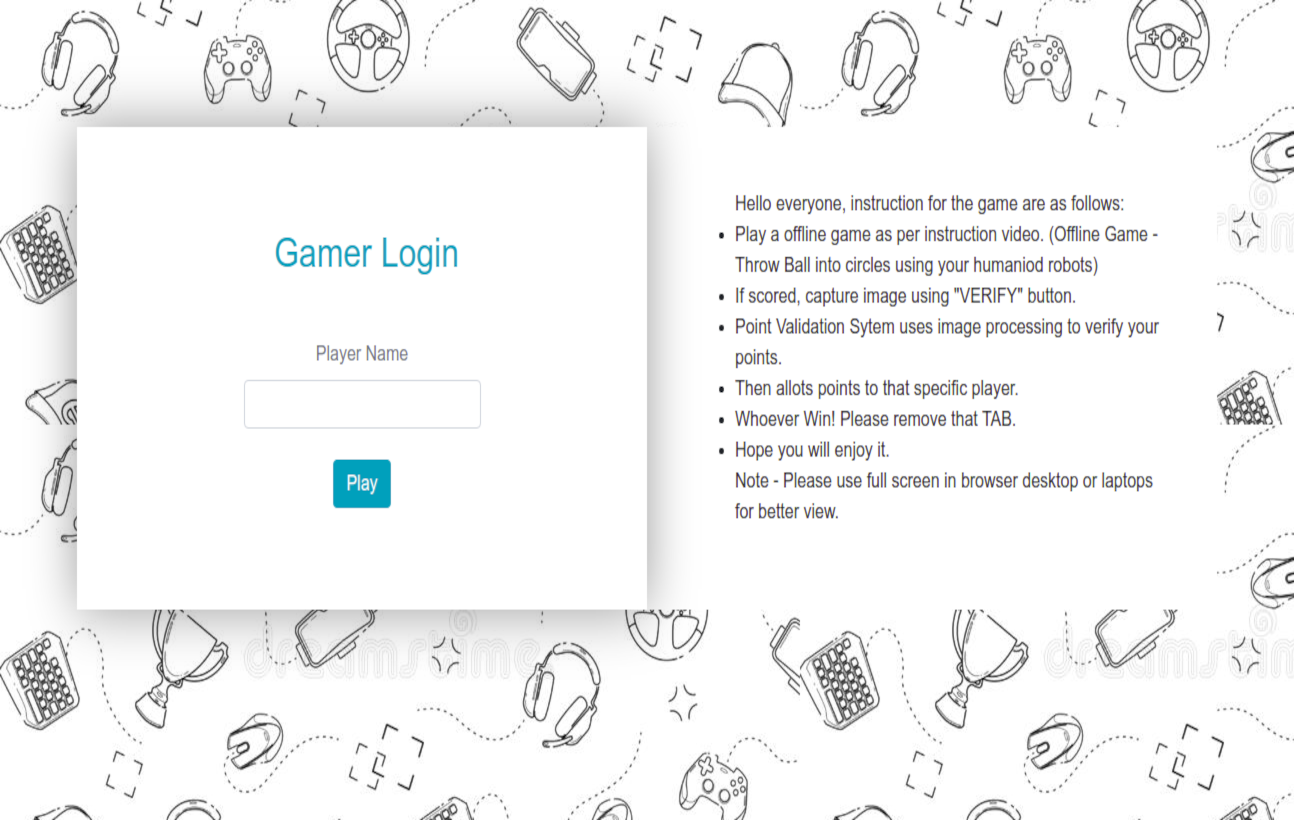 Gamer Login
Player Name
Play
Hello everyone, instruction for the game are as follows:
• Play a offline game as per instruction video. (Offline Game -
Throw Ball into circles using your humaniod robots)
• If scored, capture image using "VERIFY" button.
• Point Validation Sytem uses image processing to verify your
points.
• Then allots points to that specific player.
• Whoever Win! Please remove that TAB.
• Hope you will enjoy it.
Note - Please use full screen in browser desktop or laptops
for better view.
dreamstime